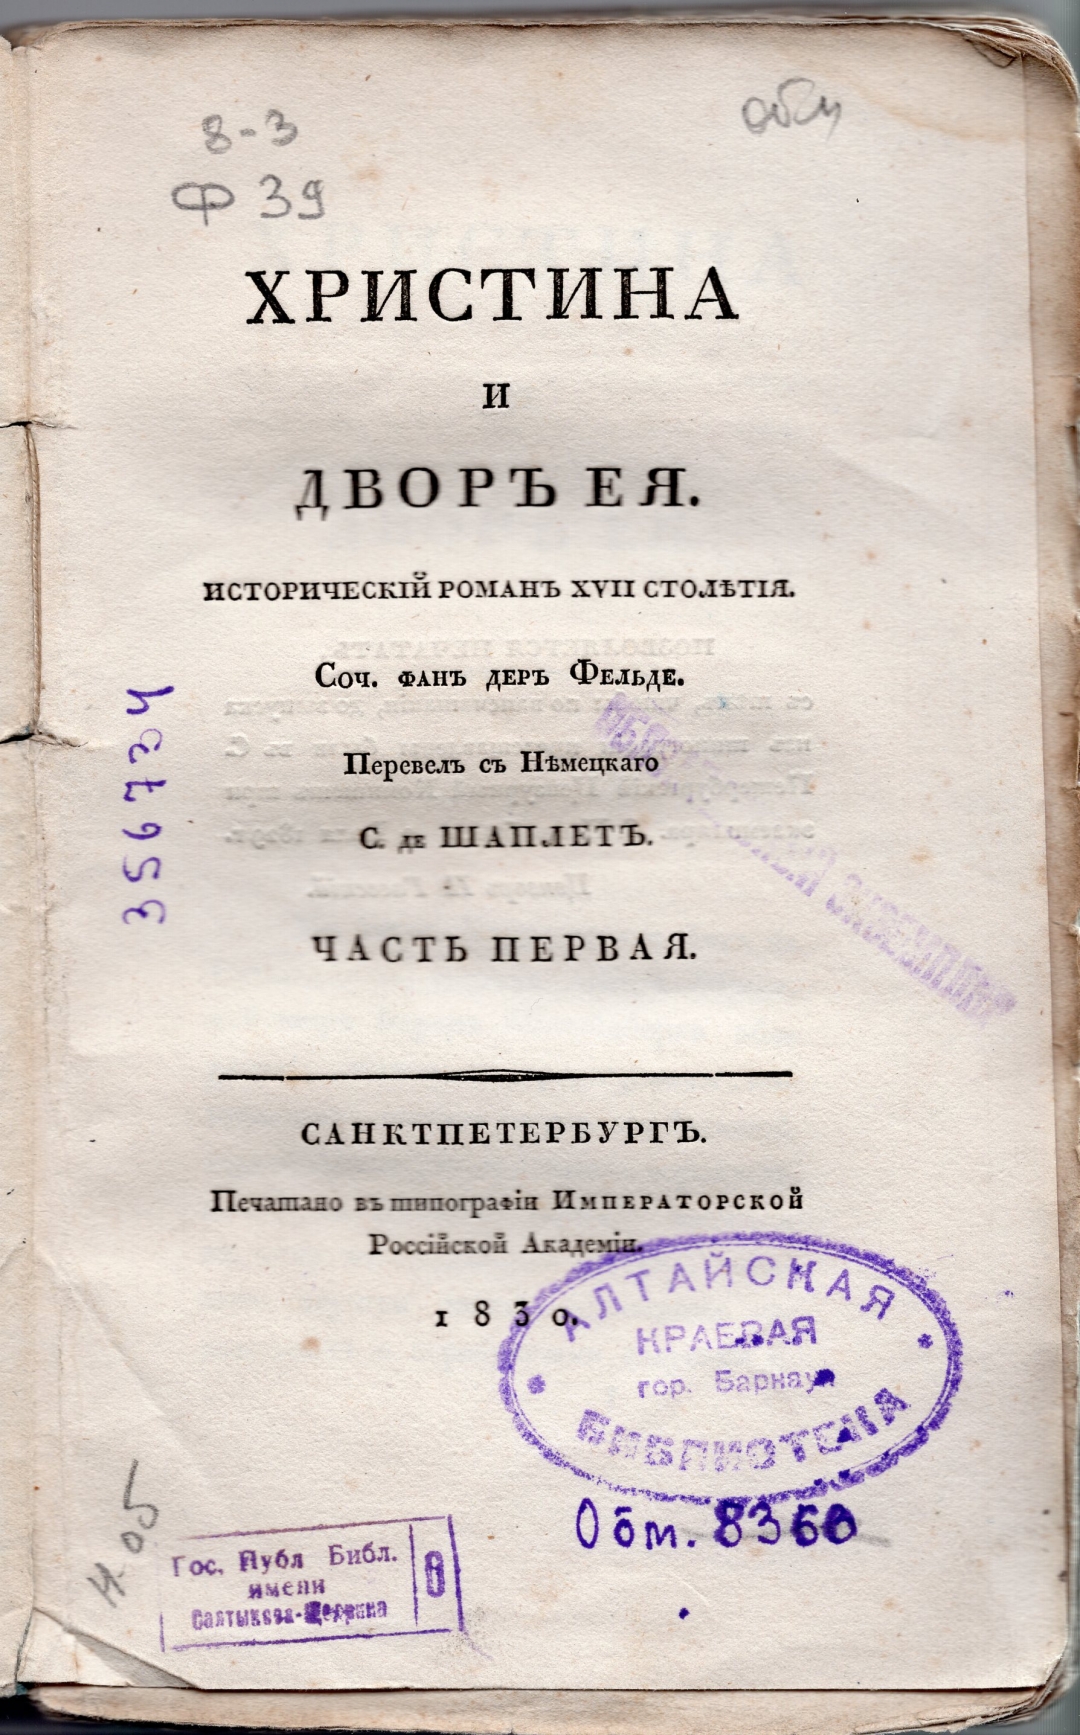 8-3
Ф 39
ХРИСТИНА
И
ДВОРЪ ЕЯ.
ИСТОРИЧЕСКІЙ РОМАНЪ XVII СТОЛѢТІЯ.
Соч. фанъ деръ Фельде.
Перевелъ съ Нѣмецкаго
С. де ШАПЛЕТЪ.
ЧАСТЬ ПЕРВАЯ.
356734
САНКТПЕТЕРБУРГЪ.
Печатано въ типографіи Императорской
Россійской Академіи.
1830.
АЛТАЙСКАЯ
КРАЕВАЯ
гор. Барнаул
БИБЛИОТЕКА
Обм. 8360
Гос. Публ Библ.
имени
Салтыкова-Щедрина
6